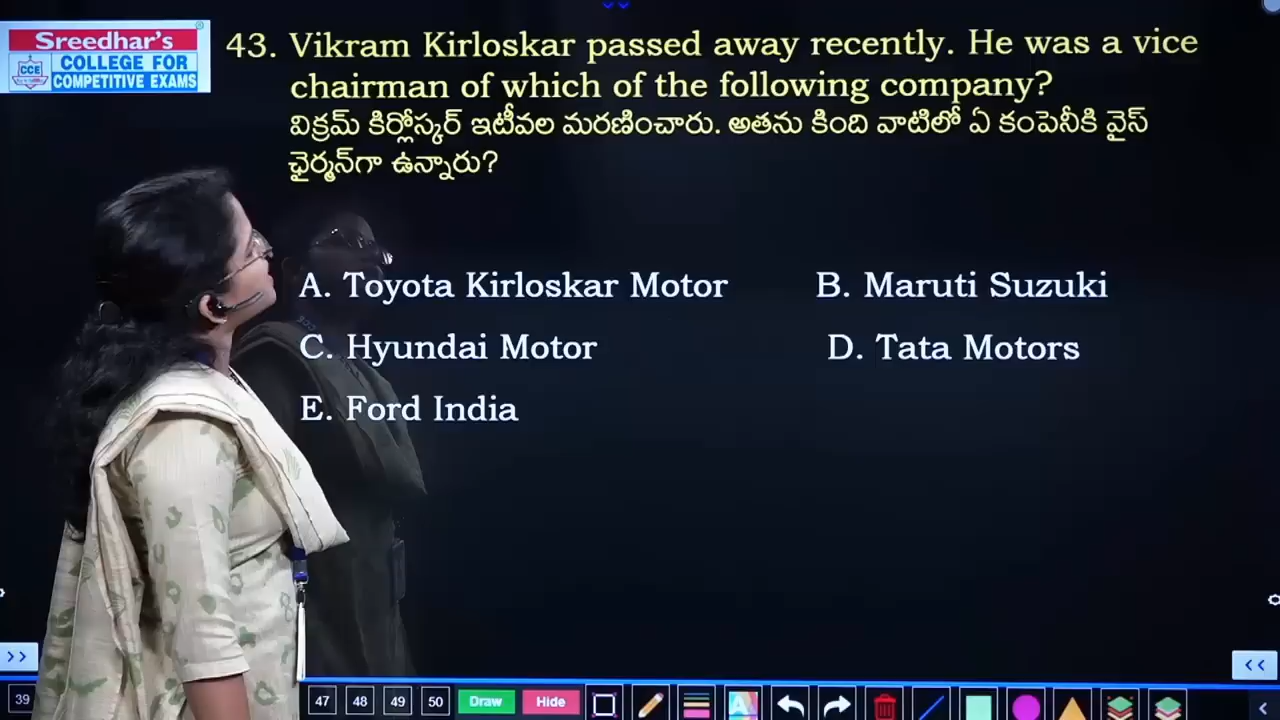 Sreedhar's
CCE
COLLEGE FOR
COMPETITIVE EXAMS
43. Vikram Kirloskar passed away recently. He was a vice
chairman of which of the following company?
విక్రమ్ కిర్లోస్కర్ ఇటీవల మరణించారు. అతను కింది వాటిలో ఏ కంపెనీకి వైస్
ఛైర్మన్‌గా ఉన్నారు?
A. Toyota Kirloskar Motor
B. Maruti Suzuki
C. Hyundai Motor
D. Tata Motors
E. Ford India
>>
<<
39
47
48
49
50
Draw
Hide
A
<